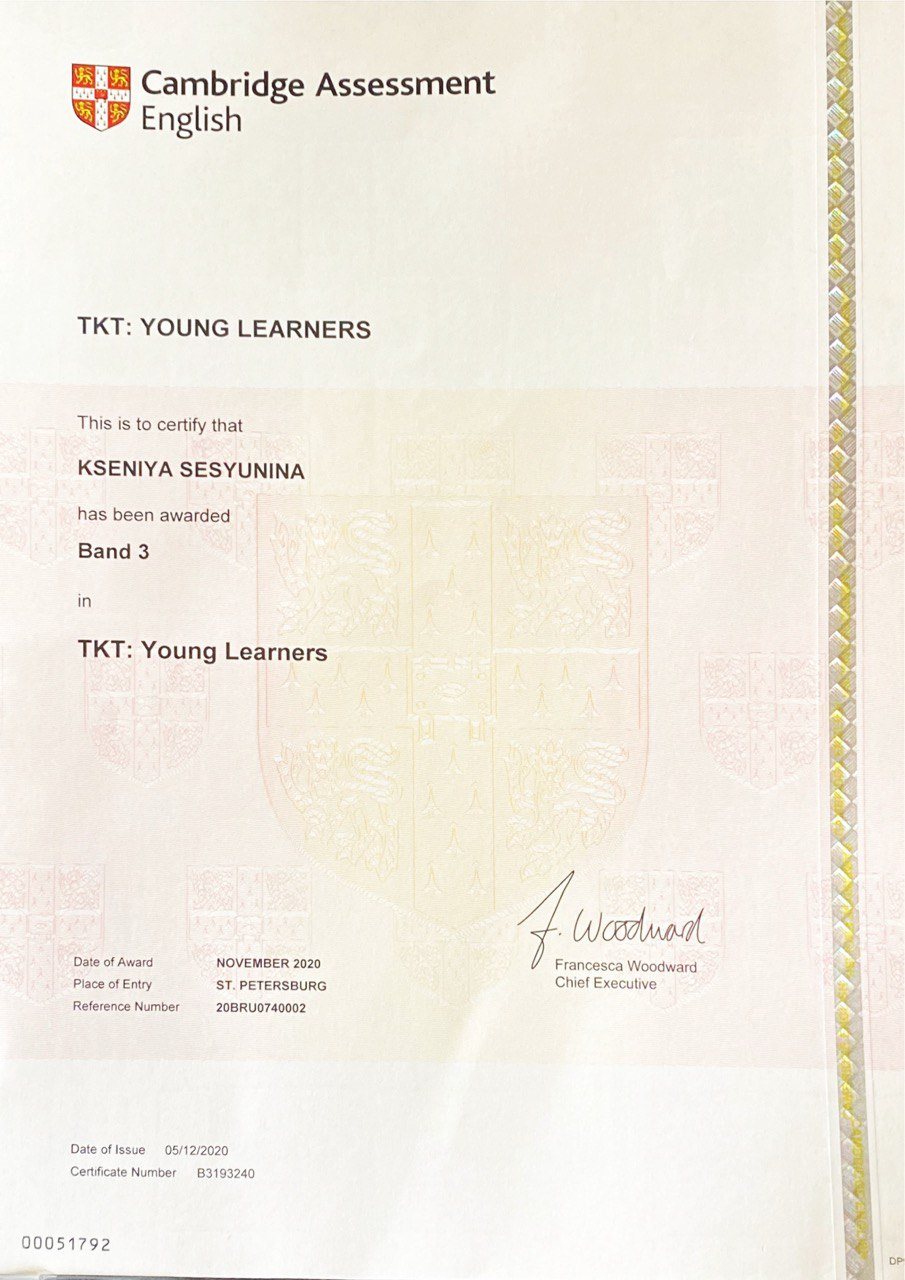 Cambridge Assessment
English
TKT: YOUNG LEARNERS
This is to certify that
KSENIYA SESYUNINA
has been awarded
Band 3
in
TKT: Young Learners
F. Woodward
Francesca Woodward
Chief Executive
Date of Award NOVEMBER 2020
Place of Entry ST. PETERSBURG
Reference Number 20BRU0740002
Date of Issue 05/12/2020
Certificate Number B3193240
00051792